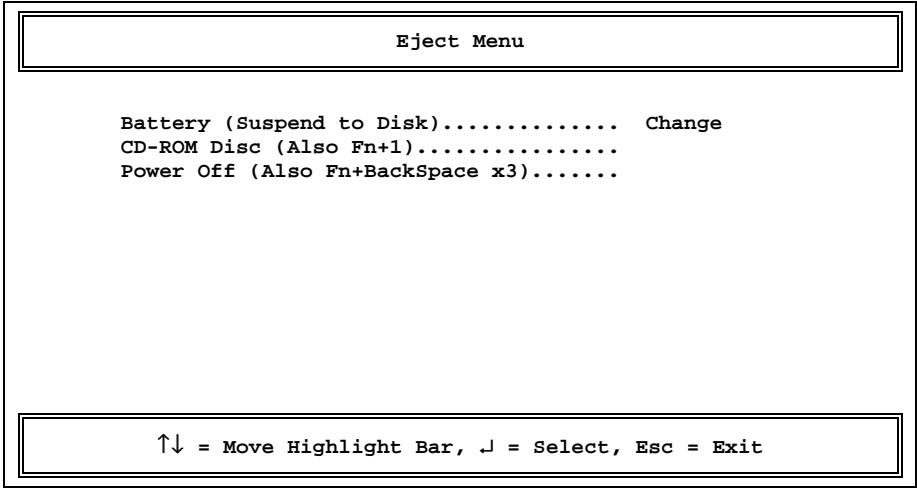 Eject Menu
Battery (Suspend to Disk).............. Change
CD-ROM Disc (Also Fn+1)................
Power Off (Also Fn+BackSpace x3).......
↑↓ = Move Highlight Bar, ↵ = Select, Esc = Exit